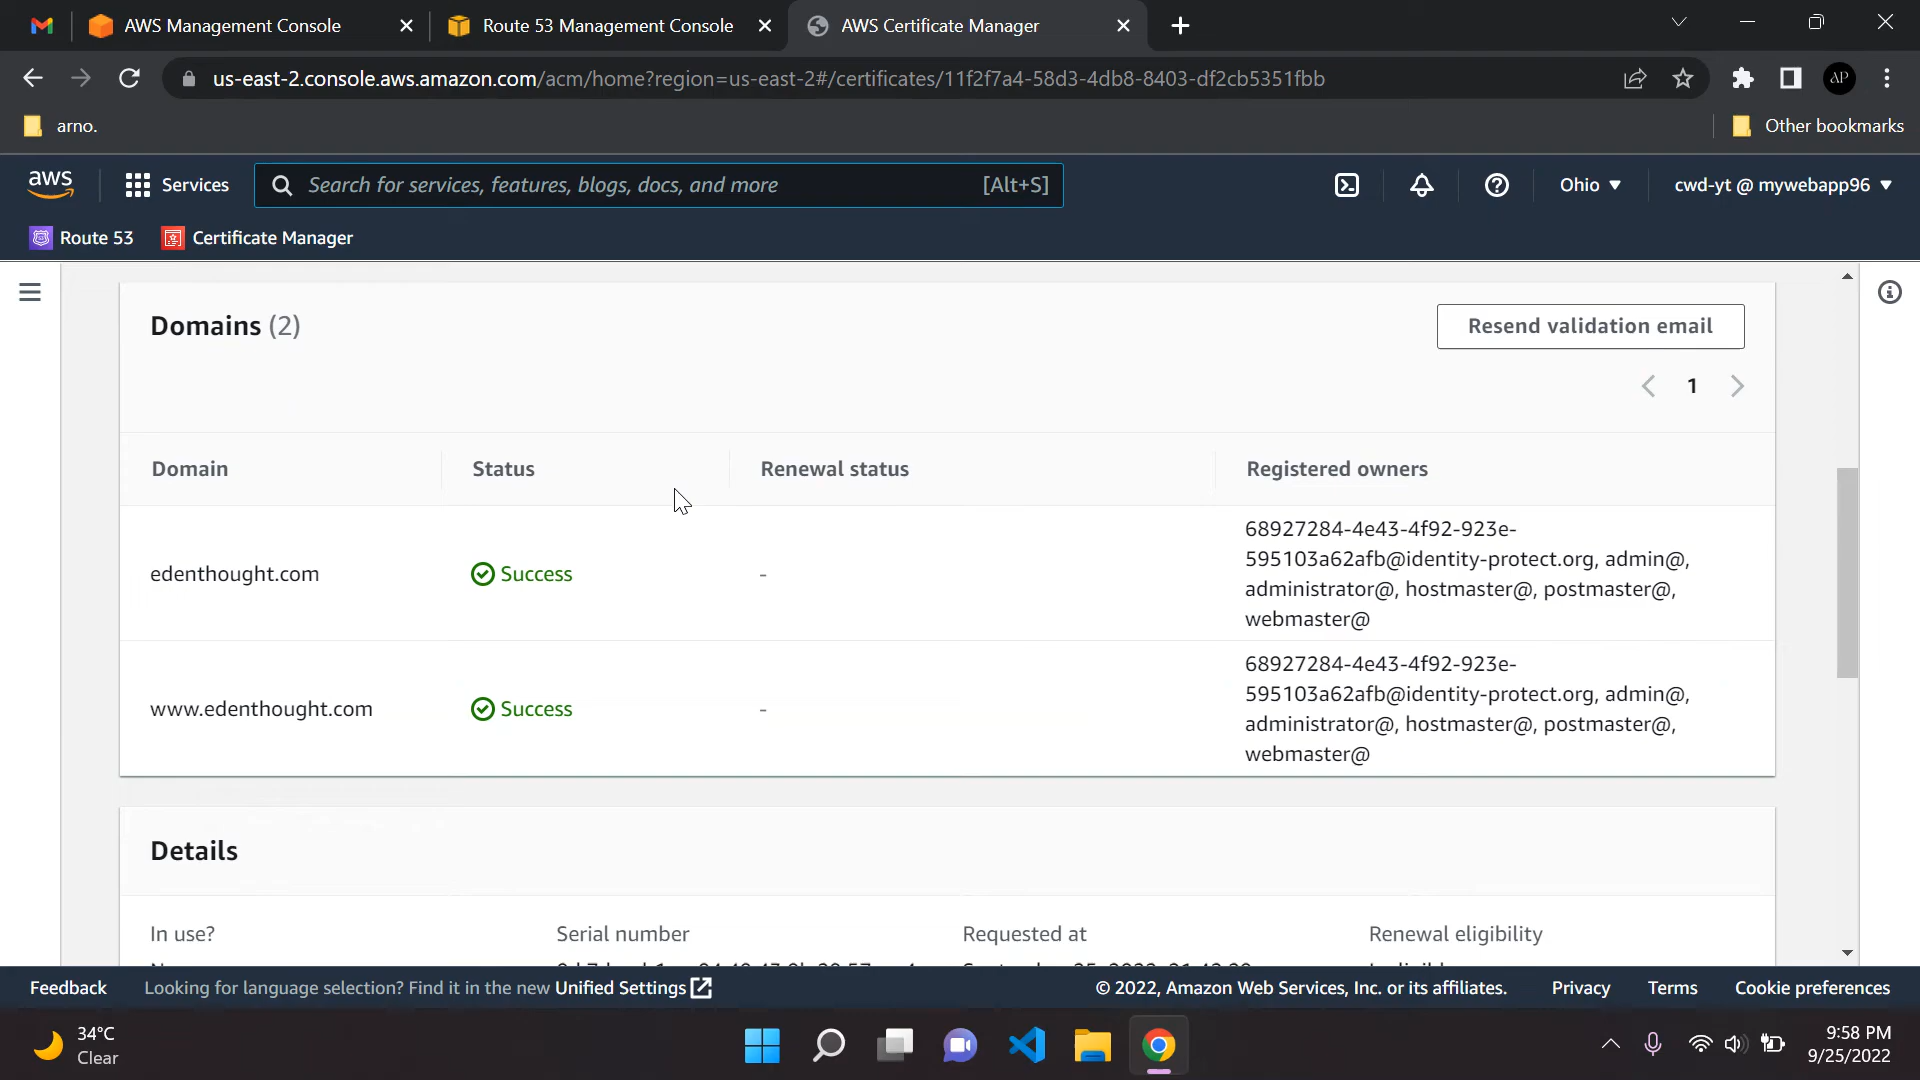 AWS Management Console
Route 53 Management Console
AWS Certificate Manager
us-east-2.console.aws.amazon.com/acm/home?region=us-east-2#/certificates/11f2f7a4-58d3-4db8-8403-df2cb5351fbb
AP
arno.
Other bookmarks
aws
Services
Search for services, features, blogs, docs, and more
[Alt+S]
Ohio
cwd-yt @ mywebapp96
Route 53
Certificate Manager
Domains (2)
Resend validation email
1
Domain
Status
Renewal status
Registered owners
edenthought.com
Success
-
68927284-4e43-4f92-923e-
595103a62afb@identity-protect.org, admin@,
administrator@, hostmaster@, postmaster@,
webmaster@
www.edenthought.com
Success
-
68927284-4e43-4f92-923e-
595103a62afb@identity-protect.org, admin@,
administrator@, hostmaster@, postmaster@,
webmaster@
Details
In use?
Serial number
Requested at
Renewal eligibility
Feedback
Looking for language selection? Find it in the new Unified Settings
© 2022, Amazon Web Services, Inc. or its affiliates.
Privacy
Terms
Cookie preferences
34°C
Clear
9:58 PM
9/25/2022